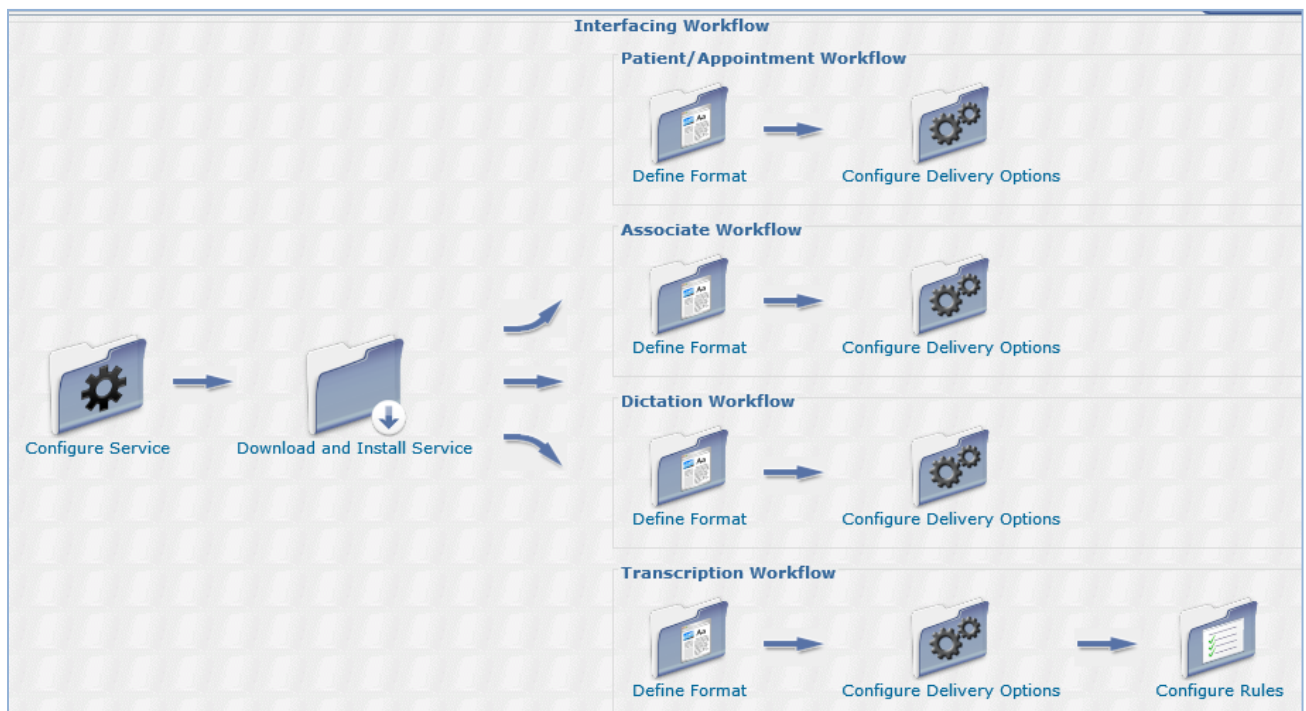 Interfacing Workflow
Patient/Appointment Workflow
Define Format
Configure Delivery Options
Associate Workflow
Define Format
Configure Delivery Options
Configure Service
Download and Install Service
Dictation Workflow
Define Format
Configure Delivery Options
Transcription Workflow
Define Format
Configure Delivery Options
Configure Rules